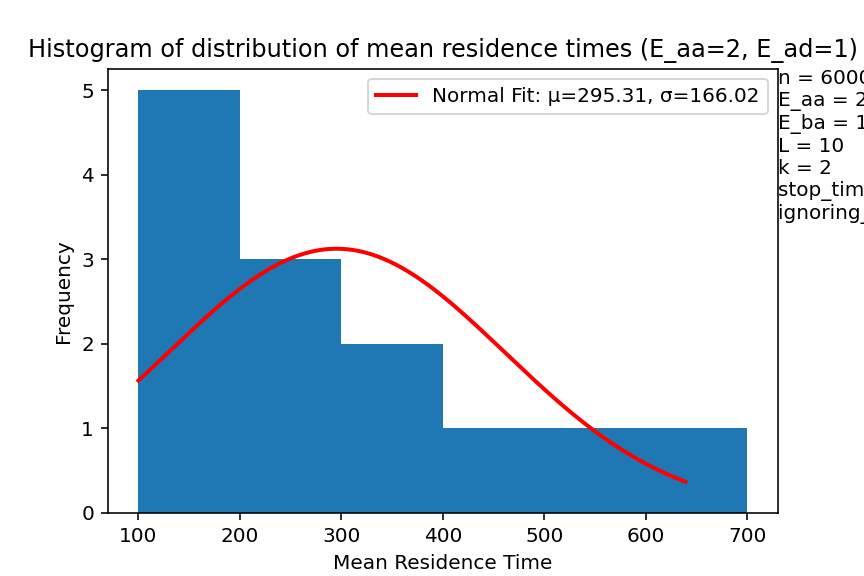 Histogram of distribution of mean residence times (E_aa=2, E_ad=1)
Normal Fit: μ=295.31, σ=166.02
n = 6000
E_aa = 2
E_ba = 1
L = 10
k = 2
stop_tim
ignoring_
5
4
3
2
1
0
Frequency
100 200 300 400 500 600 700
Mean Residence Time